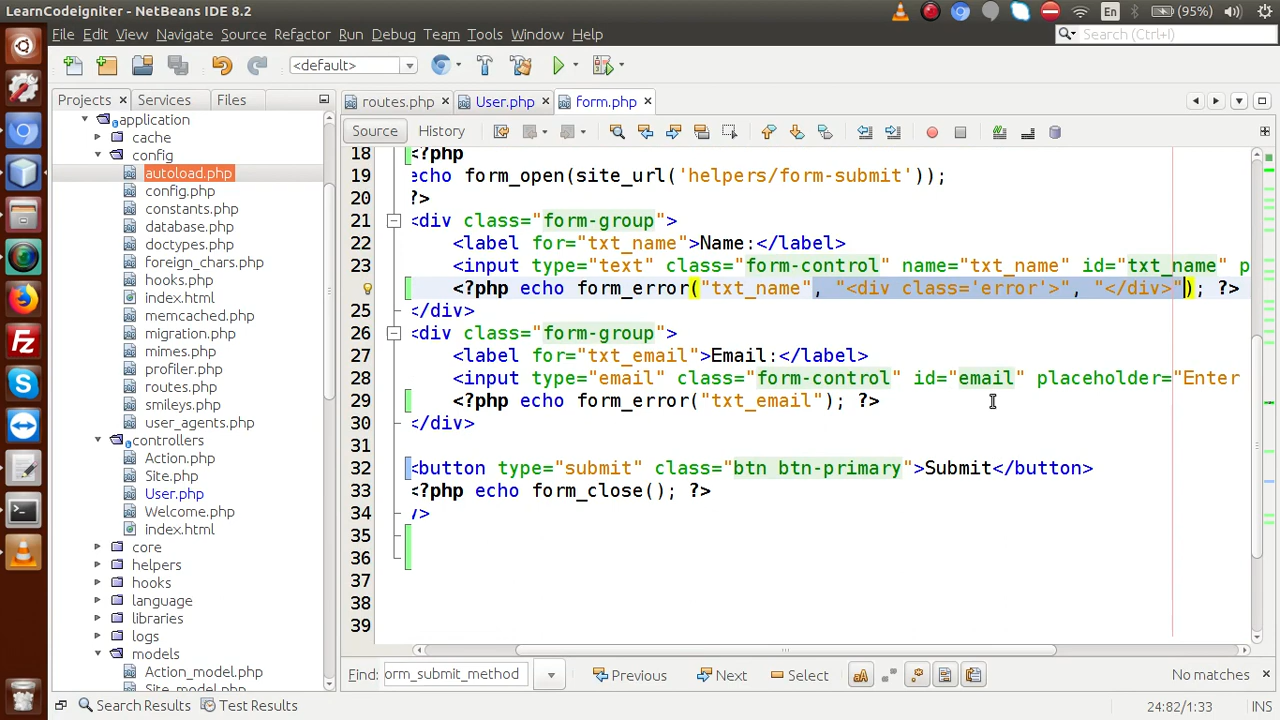 LearnCodeigniter - NetBeans IDE 8.2
En
(95%)
File Edit View Navigate Source Refactor Run Debug Team Tools Window Help
Search (Ctrl+I)
<default>
Projects Services Files
routes.php User.php form.php
Source History
application
cache
config
autoload.php
config.php
constants.php
database.php
doctypes.php
foreign_chars.php
hooks.php
index.html
memcached.php
migration.php
mimes.php
profiler.php
routes.php
smileys.php
user_agents.php
controllers
Action.php
Site.php
User.php
Welcome.php
index.html
core
helpers
hooks
language
libraries
logs
models
Action_model.php
Site_model.php
18 <?php
19 echo form_open(site_url('helpers/form-submit'));
20 ?>
21 <div class="form-group">
22 <label for="txt_name">Name:</label>
23 <input type="text" class="form-control" name="txt_name" id="txt_name" p
<?php echo form_error("txt_name", "<div class='error'>", "</div>"); ?>
25 </div>
26 <div class="form-group">
27 <label for="txt_email">Email:</label>
28 <input type="email" class="form-control" id="email" placeholder="Enter
29 <?php echo form_error("txt_email"); ?>
30 </div>
31
32 <button type="submit" class="btn btn-primary">Submit</button>
33 <?php echo form_close(); ?>
34 />
35
36
37
38
39
Find: orm_submit_method Previous Next Select aA No matches
Search Results Test Results
24:82/1:33 INS